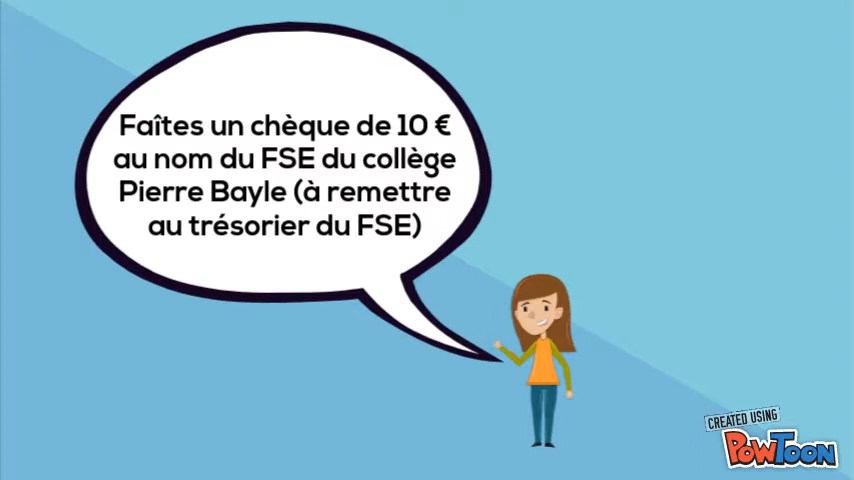 Faîtes un chèque de 10 €
au nom du FSE du collège
Pierre Bayle (à remettre
au trésorier du FSE)
CREATED USING
POWTOON